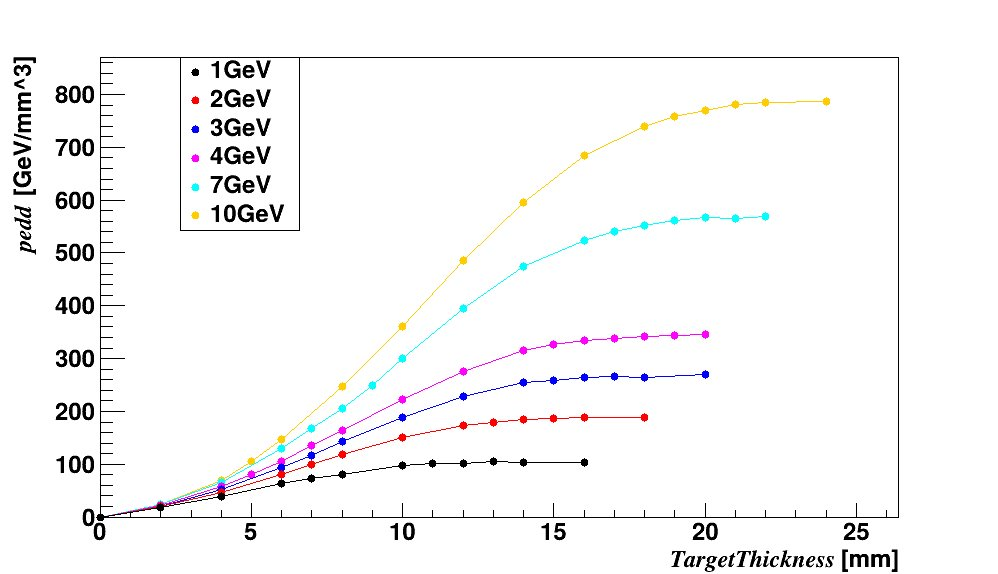 pedd [GeV/mm^3]
1GeV
2GeV
3GeV
4GeV
7GeV
10GeV
800
700
600
500
400
300
200
100
0
0 5 10 15 20 25
TargetThickness [mm]